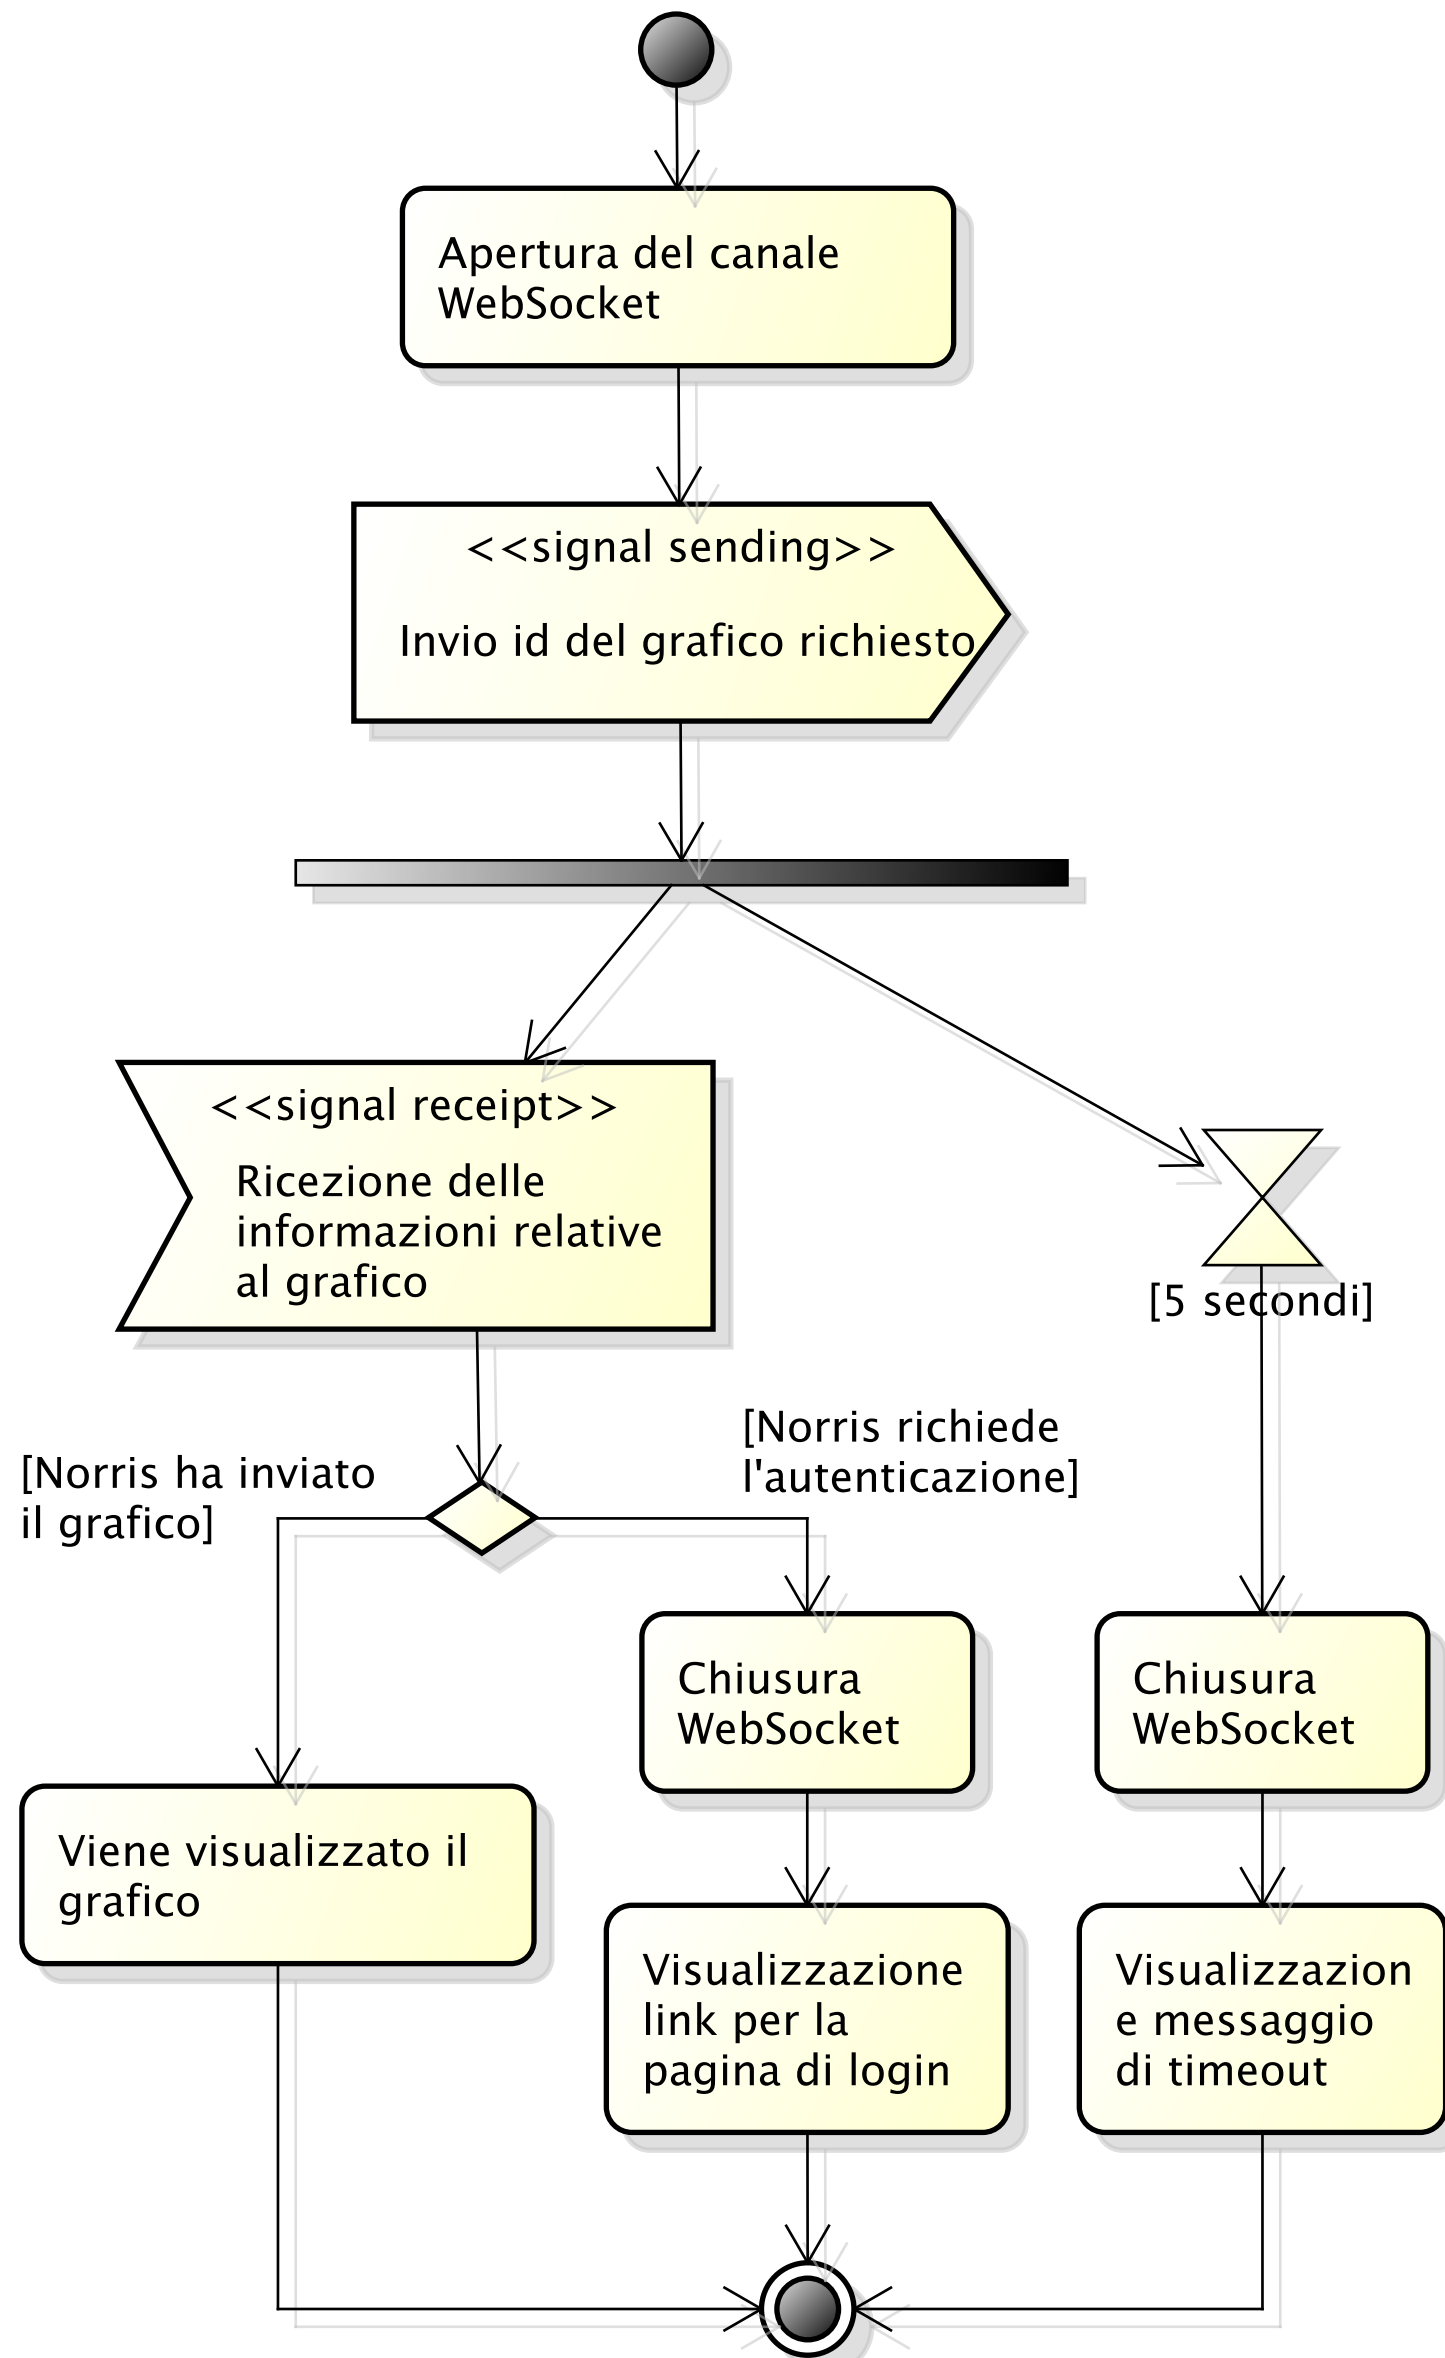 Apertura del canale
WebSocket
<<signal sending>>
Invio id del grafico richiesto
<<signal receipt>>
Ricezione delle
informazioni relative
al grafico
[5 secondi]
[Norris ha inviato
il grafico]
[Norris richiede
l'autenticazione]
Chiusura
WebSocket
Chiusura
WebSocket
Viene visualizzato il
grafico
Visualizzazione
link per la
pagina di login
Visualizzazion
e messaggio
di timeout